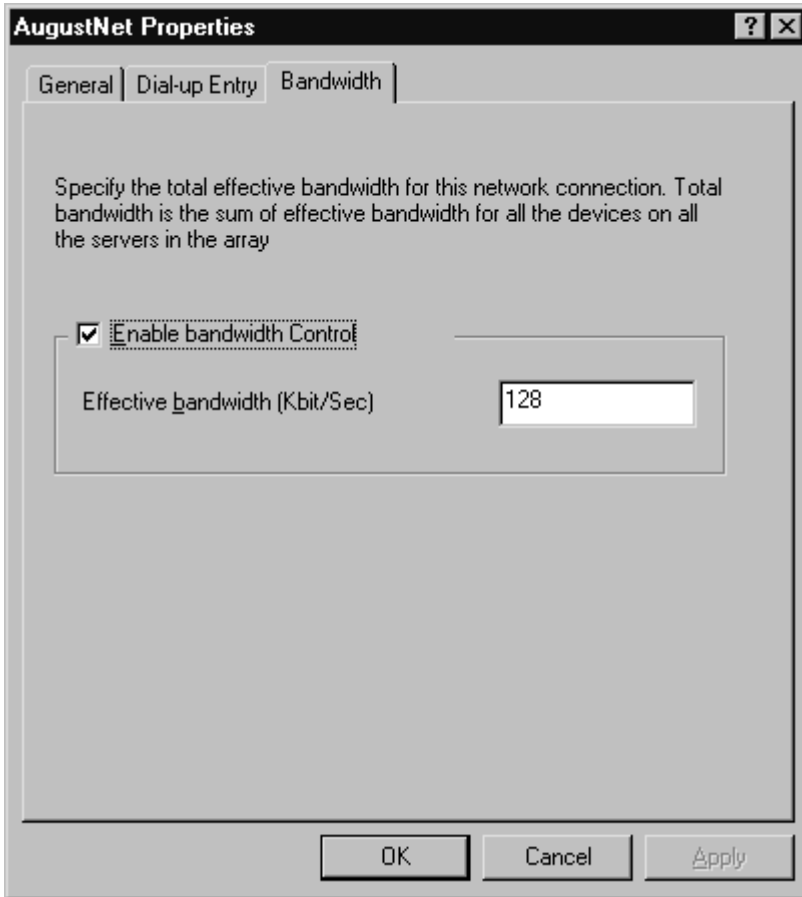 AugustNet Properties
General Dial-up Entry Bandwidth
Specify the total effective bandwidth for this network connection. Total
bandwidth is the sum of effective bandwidth for all the devices on all
the servers in the array
Enable bandwidth Control
Effective bandwidth (Kbit/Sec) 128
OK Cancel Apply